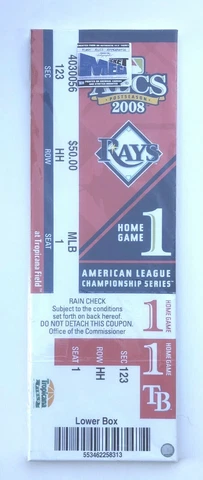 ALCS
POSTSEASON
2008
RAYS
HOME
GAME
1
AMERICAN LEAGUE
CHAMPIONSHIP SERIES
4030056
SEC
123
$50.00
ROW
HH
MLB
SEAT
1
at Tropicana Field
RAIN CHECK
Subject to the conditions
set forth on back hereof.
DO NOT DETACH THIS COUPON.
Office of the Commissioner
HOME GAME
1
SEC 123
ROW HH
SEAT 1
HOME GAME
1
TB
Tropicana
Lower Box
553462258313